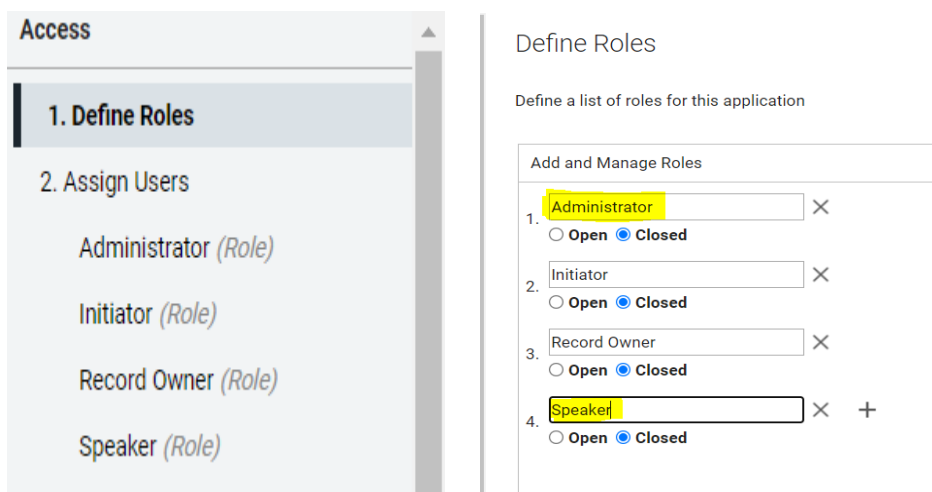 Access
1. Define Roles
2. Assign Users
Administrator (Role)
Initiator (Role)
Record Owner (Role)
Speaker (Role)
Define Roles
Define a list of roles for this application
Add and Manage Roles
1. Administrator
Open Closed
2. Initiator
Open Closed
3. Record Owner
Open Closed
4. Speaker
Open Closed